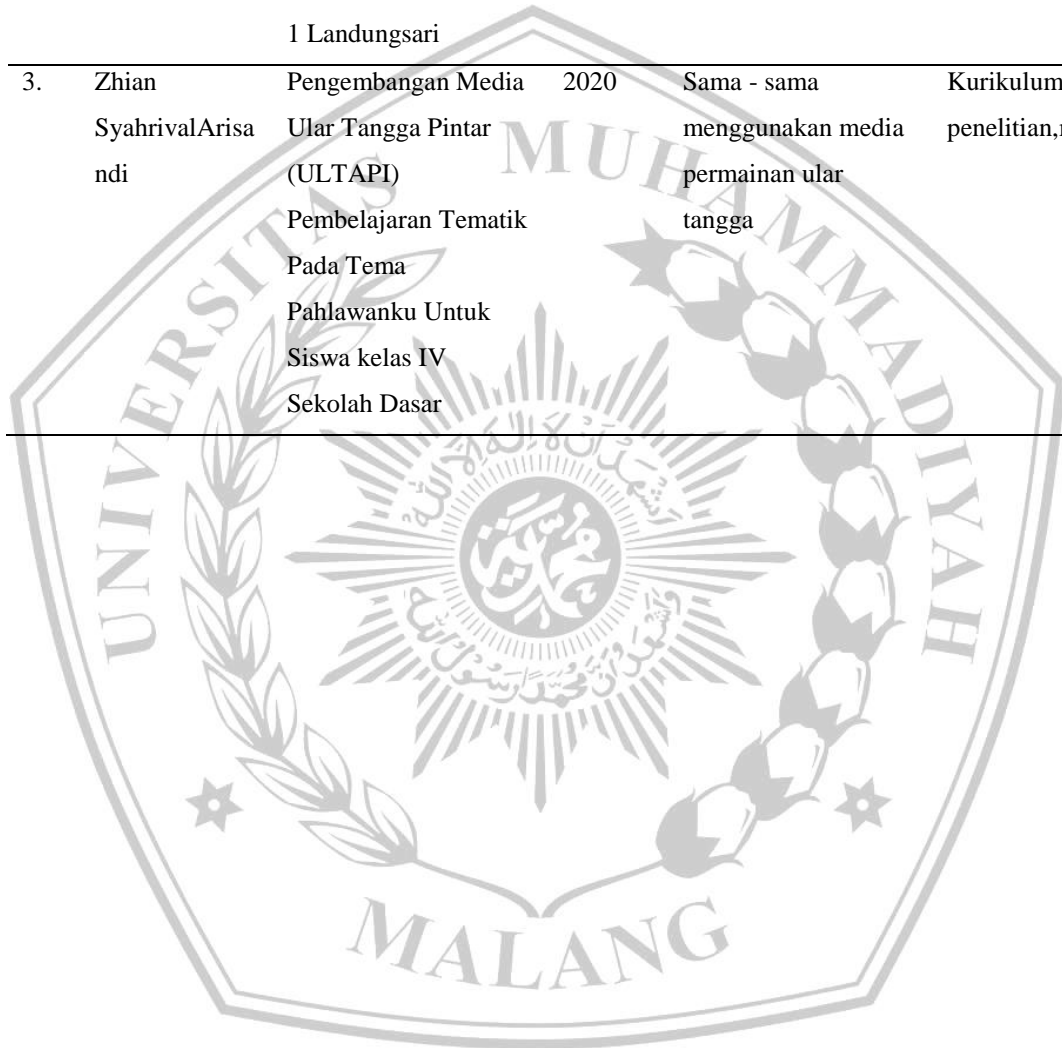 1 Landungsari
3. Zhian Pengembangan Media 2020 Sama - sama Kurikulum
SyahrivalArisa Ular Tangga Pintar menggunakan media penelitian,
ndi (ULTAPI) permainan ular
Pembelajaran Tematik tangga
Pada Tema
Pahlawanku Untuk
Siswa kelas IV
Sekolah Dasar
UNIVERSITAS MUHAMMADIYAH
MALANG